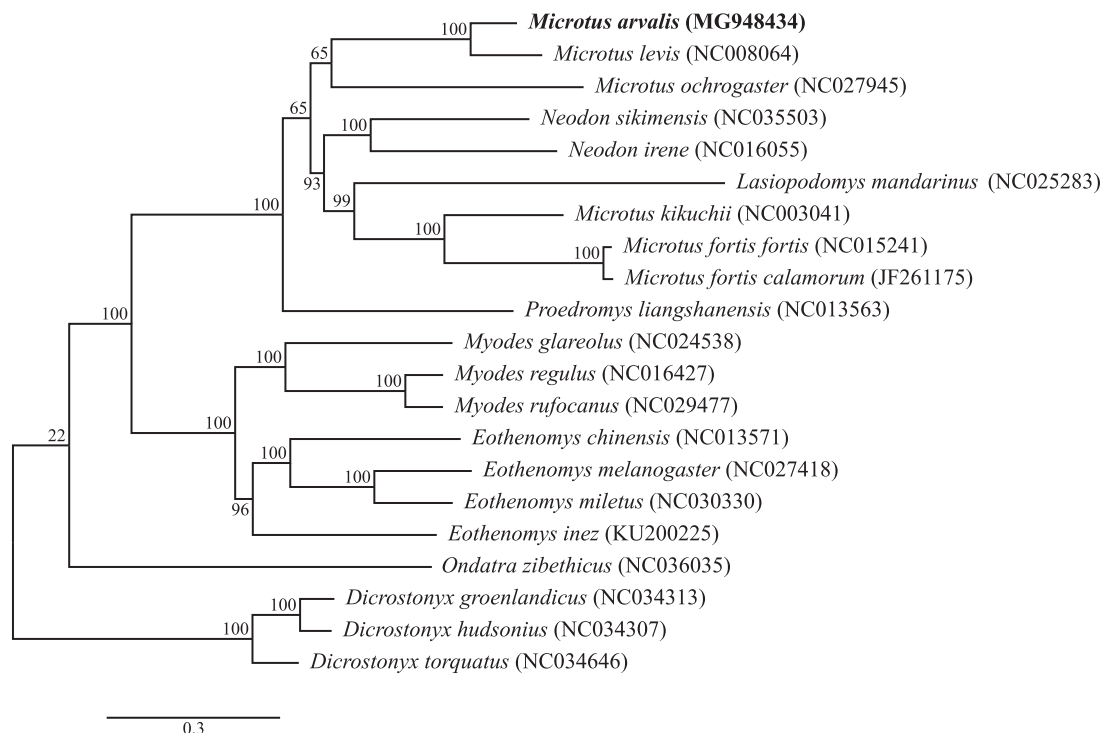 Microtus arvalis (MG948434)
100
Microtus levis (NC008064)
65
Microtus ochrogaster (NC027945)
65
Neodon sikimensis (NC035503)
100
Neodon irene (NC016055)
93
Lasiopodomys mandarinus (NC025283)
99
100
Microtus kikuchii (NC003041)
100
Microtus fortis fortis (NC015241)
100
Microtus fortis calamorum (JF261175)
Proedromys liangshanensis (NC013563)
100
Myodes glareolus (NC024538)
100
Myodes regulus (NC016427)
100
Myodes rufocanus (NC029477)
100
Eothenomys chinensis (NC013571)
22
100
Eothenomys melanogaster (NC027418)
100
Eothenomys miletus (NC030330)
96
Eothenomys inez (KU200225)
Ondatra zibethicus (NC036035)
Dicrostonyx groenlandicus (NC034313)
100
Dicrostonyx hudsonius (NC034307)
100
Dicrostonyx torquatus (NC034646)
0.3